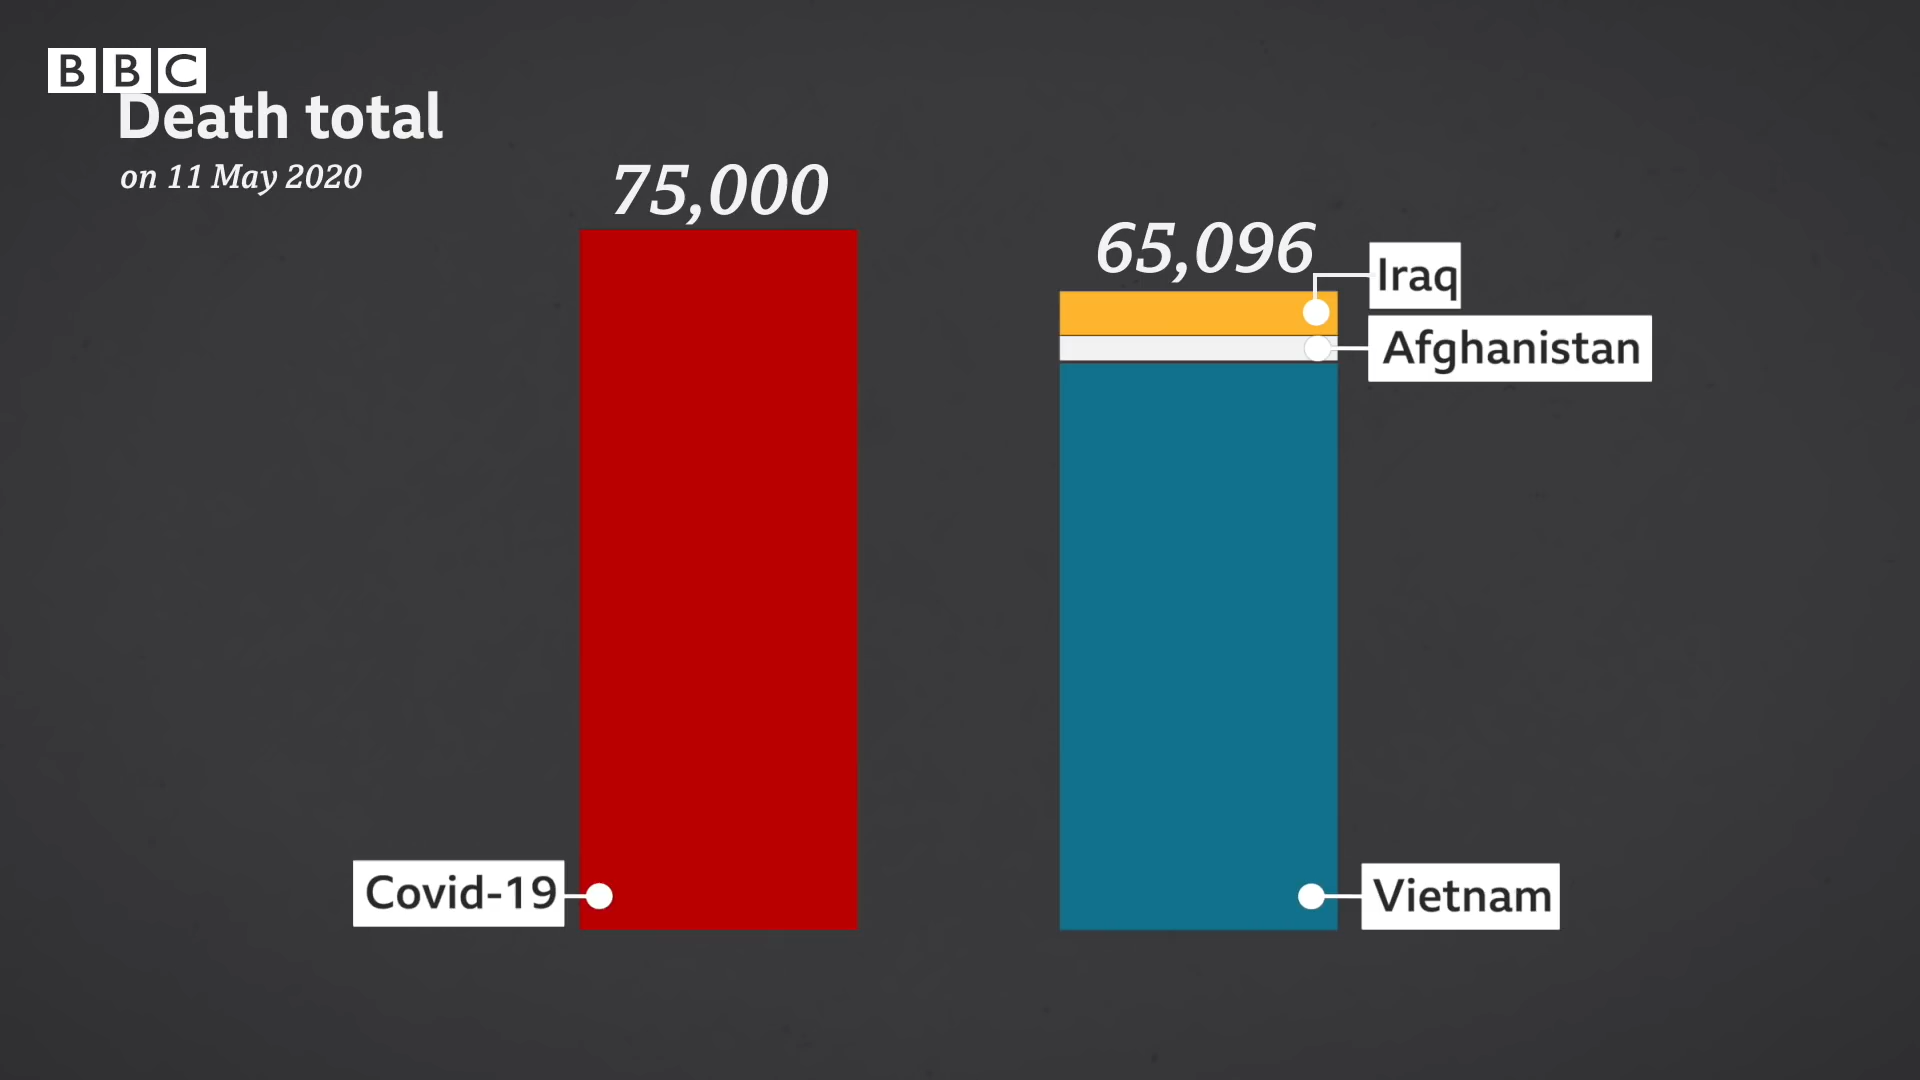 BBC
Death total
on 11 May 2020
75,000
65,096
Iraq
Afghanistan
Covid-19
Vietnam